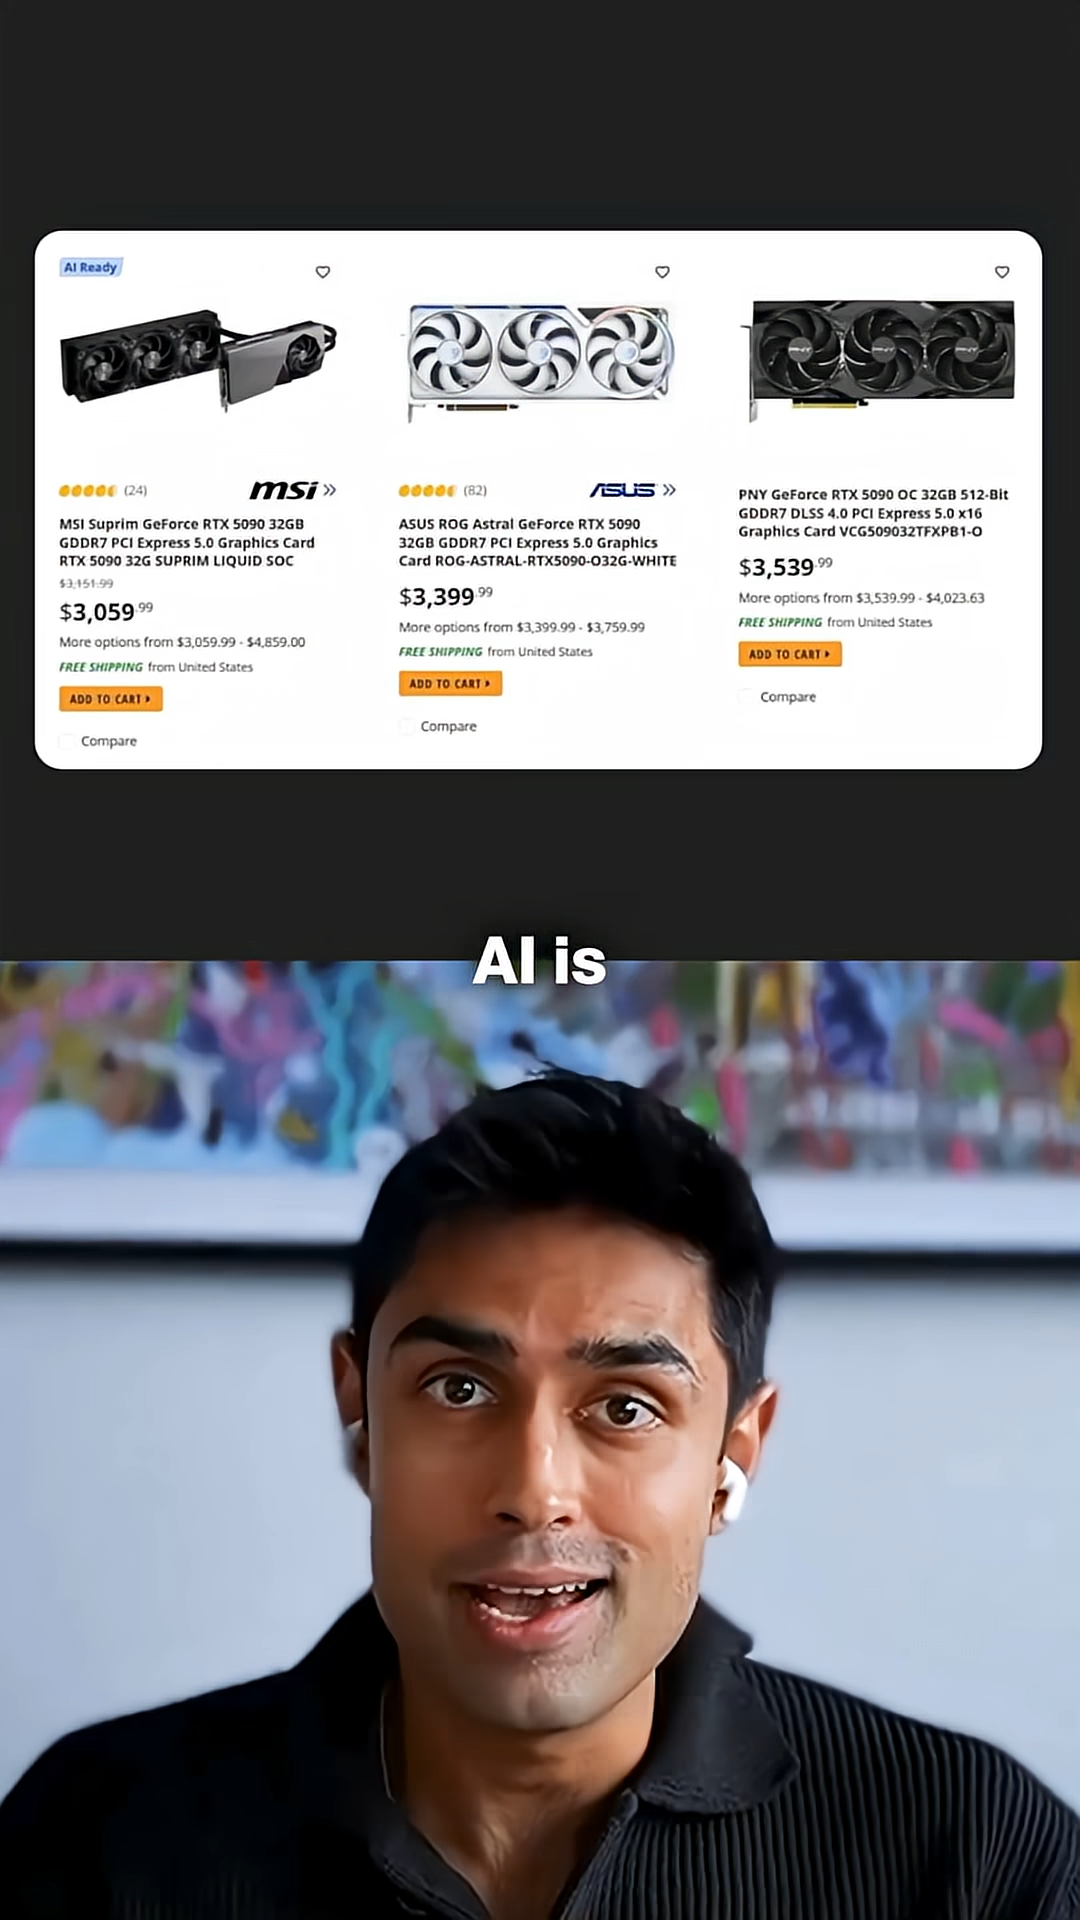 AI Ready
(24)
msi
MSI Suprim GeForce RTX 5090 32GB
GDDR7 PCI Express 5.0 Graphics Card
RTX 5090 32G SUPRIM LIQUID SOC
$3,151.99
$3,059.99
More options from $3,059.99 - $4,859.00
FREE SHIPPING from United States
ADD TO CART
Compare
(82)
ASUS
ASUS ROG Astral GeForce RTX 5090
32GB GDDR7 PCI Express 5.0 Graphics
Card ROG-ASTRAL-RTX5090-O32G-WHITE
$3,399.99
More options from $3,399.99 - $3,759.99
FREE SHIPPING from United States
ADD TO CART
Compare
PNY
PNY
PNY
PNY GeForce RTX 5090 OC 32GB 512-Bit
GDDR7 DLSS 4.0 PCI Express 5.0 x16
Graphics Card VCG509032TFXPB1-O
$3,539.99
More options from $3,539.99 - $4,023.63
FREE SHIPPING from United States
ADD TO CART
Compare
AI is